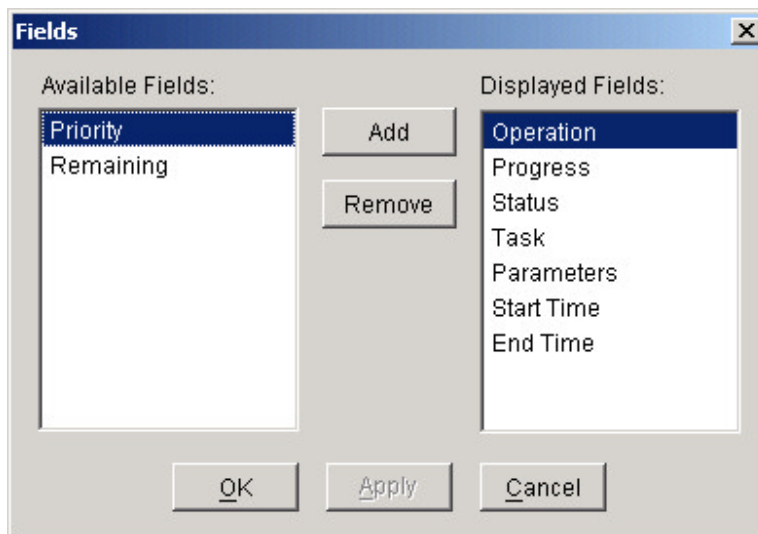 Fields
Available Fields:
Priority
Remaining
Add
Remove
Displayed Fields:
Operation
Progress
Status
Task
Parameters
Start Time
End Time
OK
Apply
Cancel